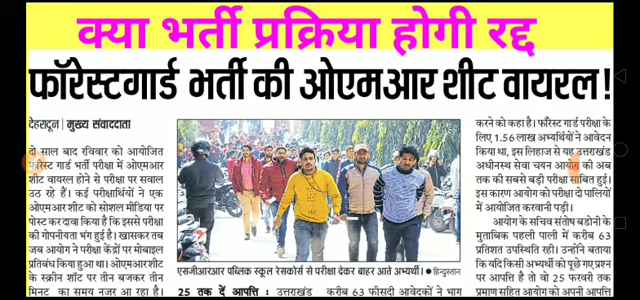 क्या भर्ती प्रक्रिया होगी रद्द
फॉरेस्टगार्ड भर्ती की ओएमआर शीट वायरल!
देहरादून | मुख्य संवाददाता
दो साल बाद रविवार को आयोजित
फॉरेस्ट गार्ड भर्ती परीक्षा में ओएमआर
शीट वायरल होने से परीक्षा पर सवाल
उठ रहे हैं। कई परीक्षार्थियों ने एक
ओएमआर शीट को सोशल मीडिया पर
पोस्ट कर दावा किया है कि इससे परीक्षा
की गोपनीयता भंग हुई है। खासकर तब
जब आयोग ने परीक्षा केंद्रों पर मोबाइल
प्रतिबंध किया हुआ था। ओएमआर शीट
के स्क्रीन शॉट पर तीन बजकर तीन
मिनट का समय नजर आ रहा है।
एसजीआरआर पब्लिक स्कूल रेसकोर्स से परीक्षा देकर बाहर आते अभ्यर्थी। ● हिन्दुस्तान
25 तक दें आपत्ति : उत्तराखंड
करीब 63 फीसदी आवेदकों ने भाग
करने को कहा है। फॉरेस्ट गार्ड परीक्षा के
लिए 1.56 लाख अभ्यर्थियों ने आवेदन
किया था, इस लिहाज से यह उत्तराखंड
अधीनस्थ सेवा चयन आयोग की अब
तक की सबसे बड़ी परीक्षा साबित हुई।
इस कारण आयोग को परीक्षा दो पालियों
में आयोजित करवानी पड़ी।
आयोग के सचिव संतोष बडोनी के
मुताबिक पहली पाली में करीब 63
प्रतिशत उपस्थिति रही। उन्होंने बताया
कि यदि किसी अभ्यर्थी को पूछे गए प्रश्न
पर आपत्ति है तो वो 25 फरवरी तक
प्रमाण सहित आयोग को अपनी आपत्ति